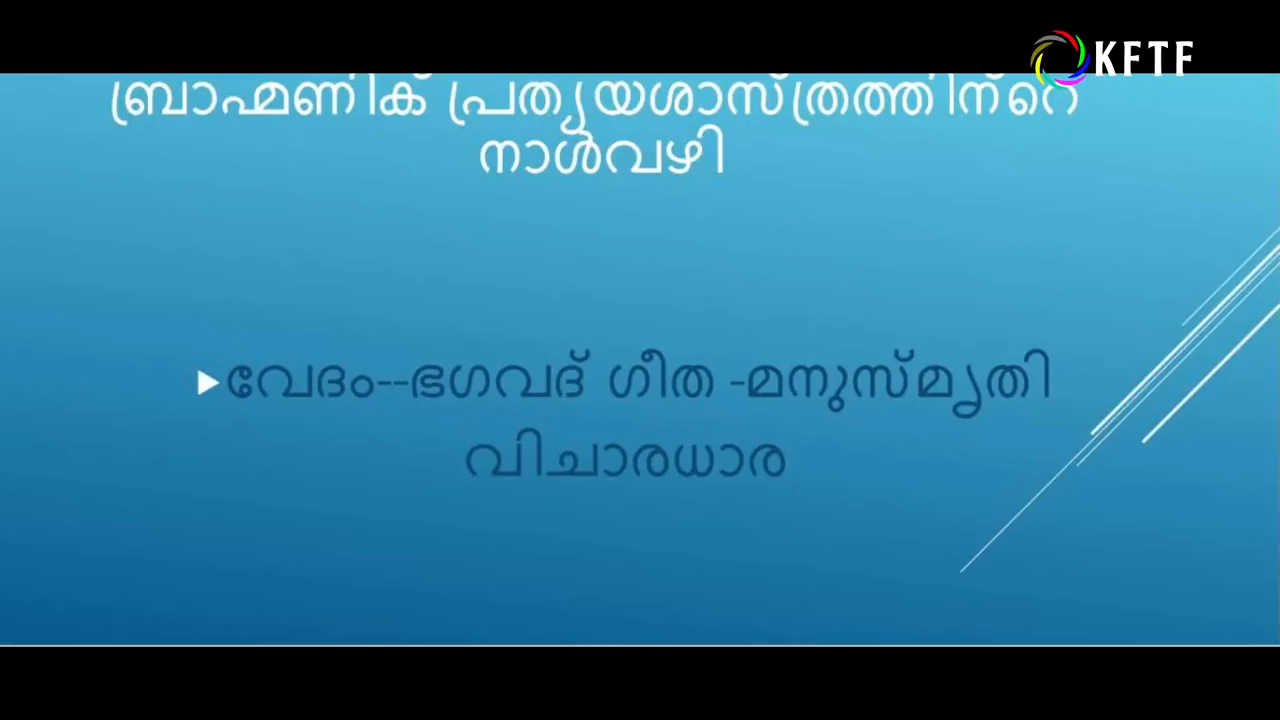 KFTF
ബ്രാഹ്മണിക് പ്രത്യയശാസ്ത്രത്തിന്റെ
നാൾവഴി
വേദം--ഭഗവദ് ഗീത -മനുസ്മൃതി
വിചാരധാര